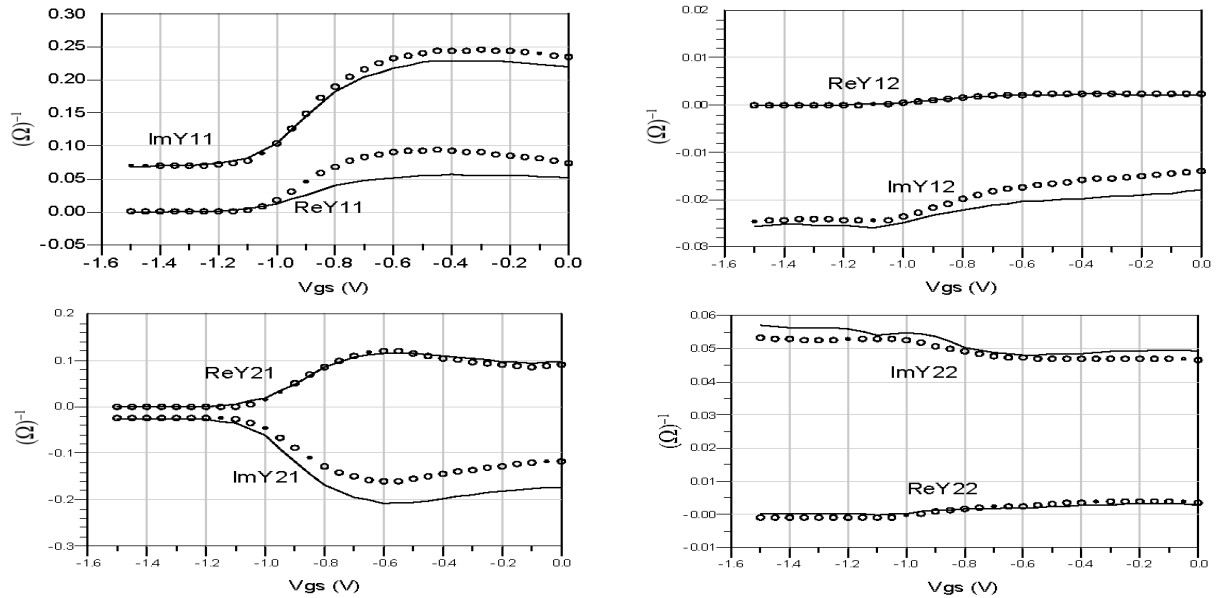 0.30
0.25
0.20
0.15
0.10
0.05
0.00
-0.05
(Ω)⁻¹
ImY11
ReY11
-1.6 -1.4 -1.2 -1.0 -0.8 -0.6 -0.4 -0.2 0.0
Vgs (V)
0.02
0.01
0.00
-0.01
-0.02
-0.03
(Ω)⁻¹
ReY12
ImY12
-1.6 -1.4 -1.2 -1.0 -0.8 -0.6 -0.4 -0.2 0.0
Vgs (V)
0.2
0.1
0.0
-0.1
-0.2
-0.3
(Ω)⁻¹
ReY21
ImY21
-1.6 -1.4 -1.2 -1.0 -0.8 -0.6 -0.4 -0.2 0.0
Vgs (V)
0.06
0.05
0.04
0.03
0.02
0.01
-0.00
-0.01
(Ω)⁻¹
ImY22
ReY22
-1.6 -1.4 -1.2 -1.0 -0.8 -0.6 -0.4 -0.2 0.0
Vgs (V)